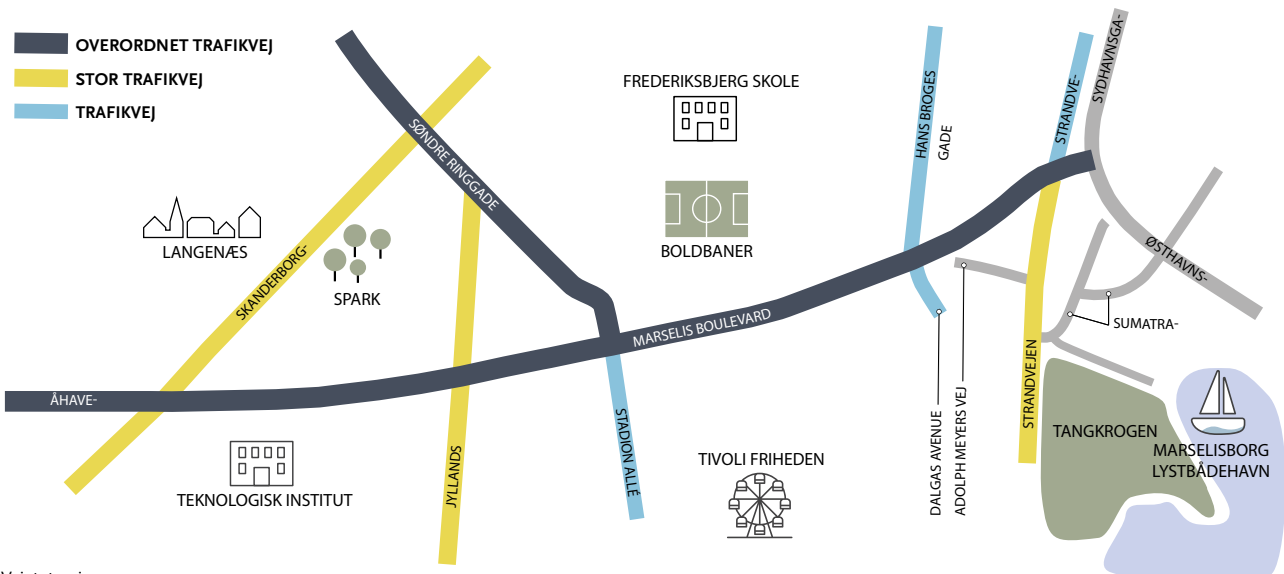 OVERORDNET TRAFIKVEJ
STOR TRAFIKVEJ
TRAFIKVEJ
FREDERIKSBJERG SKOLE
HANS BROGES
GADE
STRANDVE-
SYDHAVNSGA-
SØNDRE RINGGADE
LANGENÆS
SKANDERBORG-
SPARK
BOLDBANER
ØSTHAVNS-
SUMATRA-
MARSELIS BOULEVARD
ÅHAVE-
STRANDVEJEN
STADION ALLÉ
JYLLANDS
DALGAS AVENUE
ADOLPH MEYERS VEJ
TANGKROGEN
MARSELISBORG
LYSTBÅDEHAVN
TEKNOLOGISK INSTITUT
TIVOLI FRIHEDEN